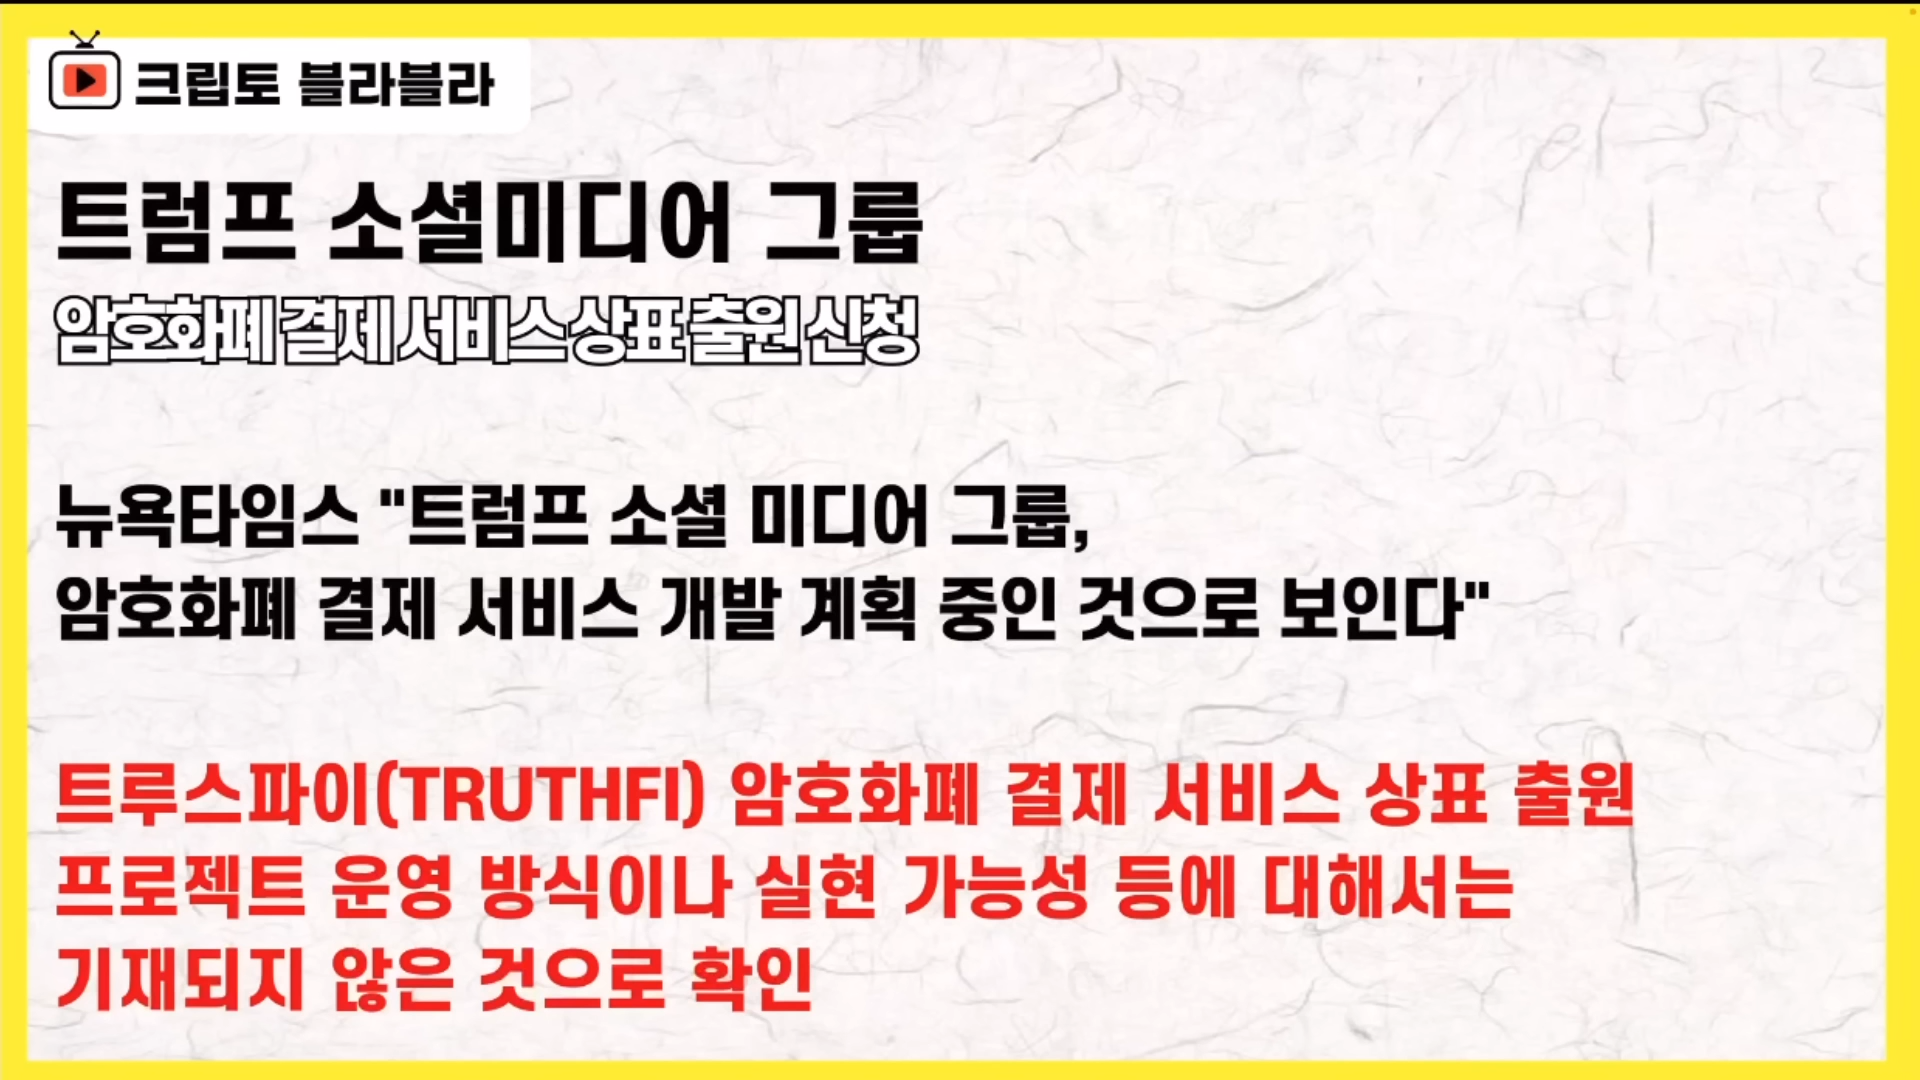 크립토 블라블라
트럼프 소셜미디어 그룹
암호화폐 결제 서비스 상표 출원 신청
뉴욕타임스 "트럼프 소셜 미디어 그룹,
암호화폐 결제 서비스 개발 계획 중인 것으로 보인다"
트루스파이(TRUTHFI) 암호화폐 결제 서비스 상표 출원
프로젝트 운영 방식이나 실현 가능성 등에 대해서는
기재되지 않은 것으로 확인